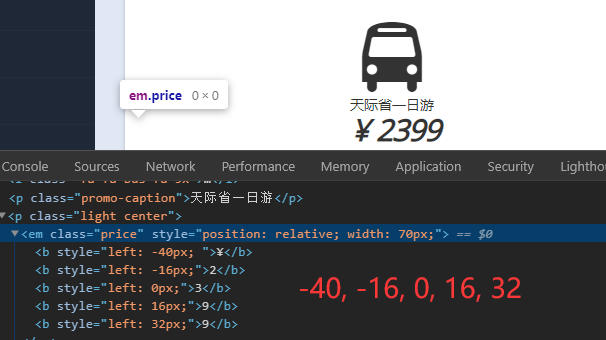 天际省一日游
¥ 2399
em.price 0 × 0
Console Sources Network Performance Memory Application Security Lightho
<p class="promo-caption">天际省一日游</p>
<p class="light center">
<em class="price" style="position: relative; width: 70px;"> == $0
<b style="left: -40px; ">¥</b>
<b style="left: -16px;">2</b>
<b style="left: 0px;">3</b>
<b style="left: 16px;">9</b>
<b style="left: 32px;">9</b>
-40, -16, 0, 16, 32